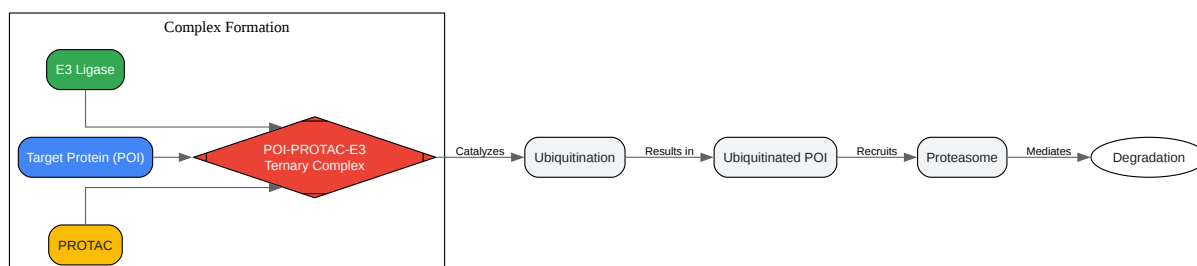 Complex Formation
E3 Ligase
Target Protein (POI)
PROTAC
POI-PROTAC-E3
Ternary Complex
Catalyzes
Ubiquitination
Results in
Ubiquitinated POI
Recruits
Proteasome
Mediates
Degradation